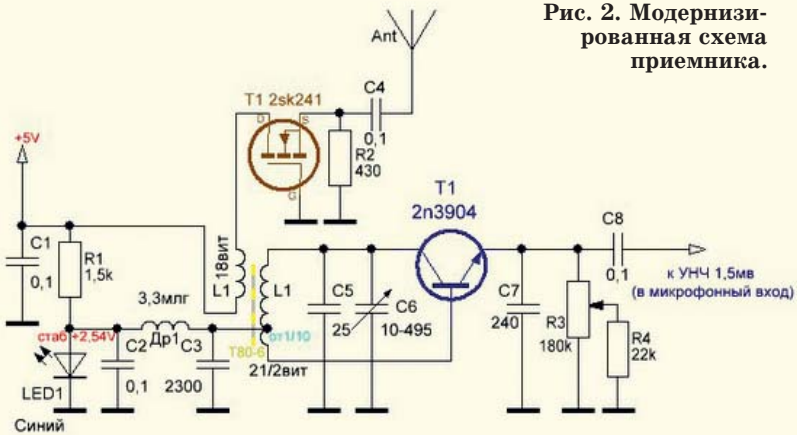 Рис. 2. Модернизи-
рованная схема
приемника.
Ant
C4
0,1
T1 2sk241
D
S
G
R2
430
+5V
C1
0,1
R1
1,5k
18вит
L1
L1
3,3млг
Др1
стаб +2,54V
LED1
Синий
C2
0,1
C3
2300
T80-6
от1/10
21/2вит
C5
25
C6
10-495
T1
2n3904
C7
240
C8
0,1
R3
180k
R4
22k
к УНЧ 1,5мв
(в микрофонный вход)